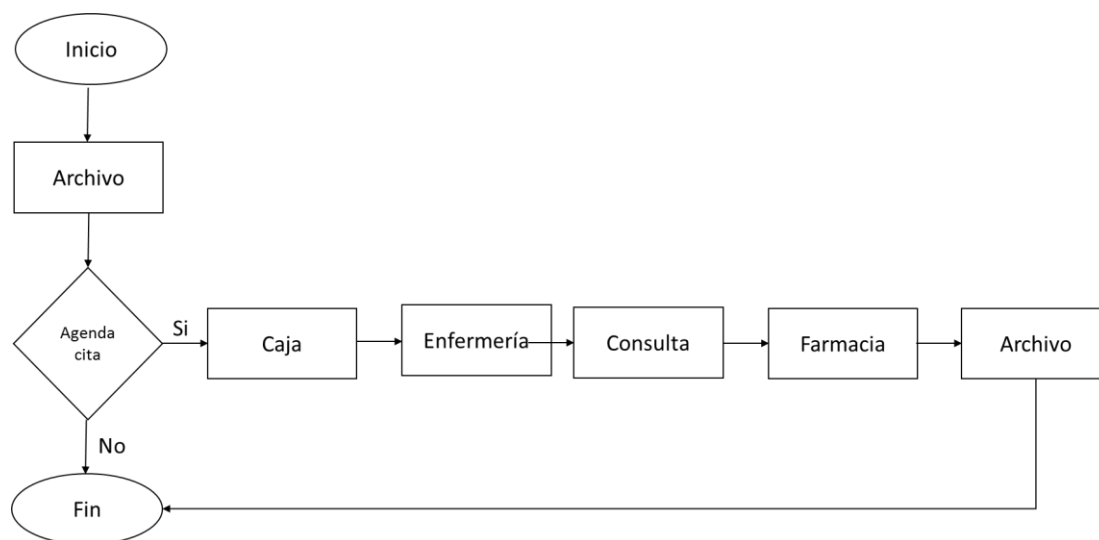 Inicio
Archivo
Agenda
cita
Si
Caja
Enfermería
Consulta
Farmacia
Archivo
No
Fin